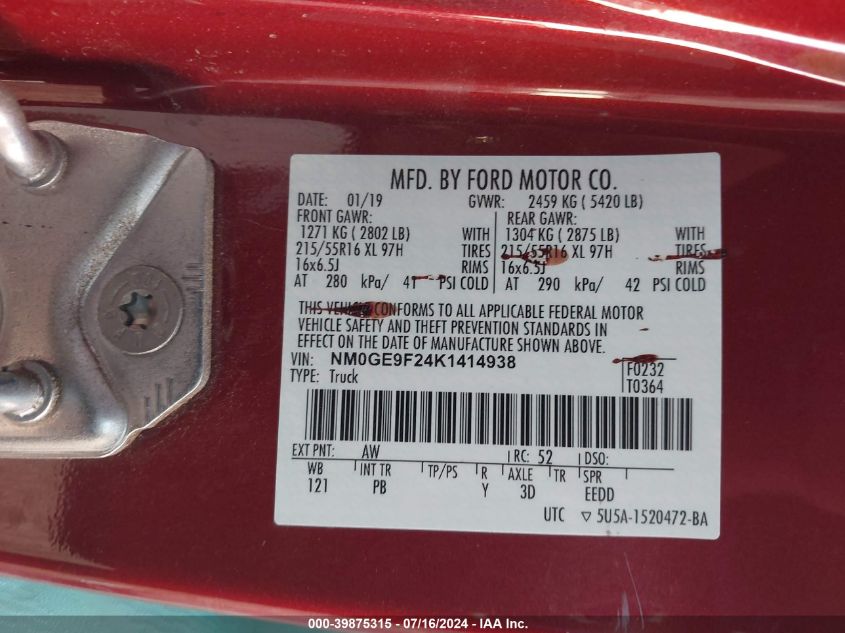 MFD. BY FORD MOTOR CO.
DATE: 01/19 GVWR: 2459 KG ( 5420 LB)
FRONT GAWR: REAR GAWR:
1271 KG ( 2802 LB) WITH 1304 KG ( 2875 LB) WITH
215/55R16 XL 97H TIRES 215/55R16 XL 97H TIRES
16x6.5J RIMS 16x6.5J RIMS
AT 280 kPa/ 41 PSI COLD AT 290 kPa/ 42 PSI COLD
THIS VEHICLE CONFORMS TO ALL APPLICABLE FEDERAL MOTOR
VEHICLE SAFETY AND THEFT PREVENTION STANDARDS IN
EFFECT ON THE DATE OF MANUFACTURE SHOWN ABOVE.
VIN: NM0GE9F24K1414938 F0232
TYPE: Truck T0364
EXT PNT: AW RC: 52 DSO:
WB INT TR TP/PS R AXLE TR SPR
121 PB Y 3D EEDD
UTC ▽ 5U5A-1520472-BA
000-39875315 / 07/16/2024 - IAA Inc.